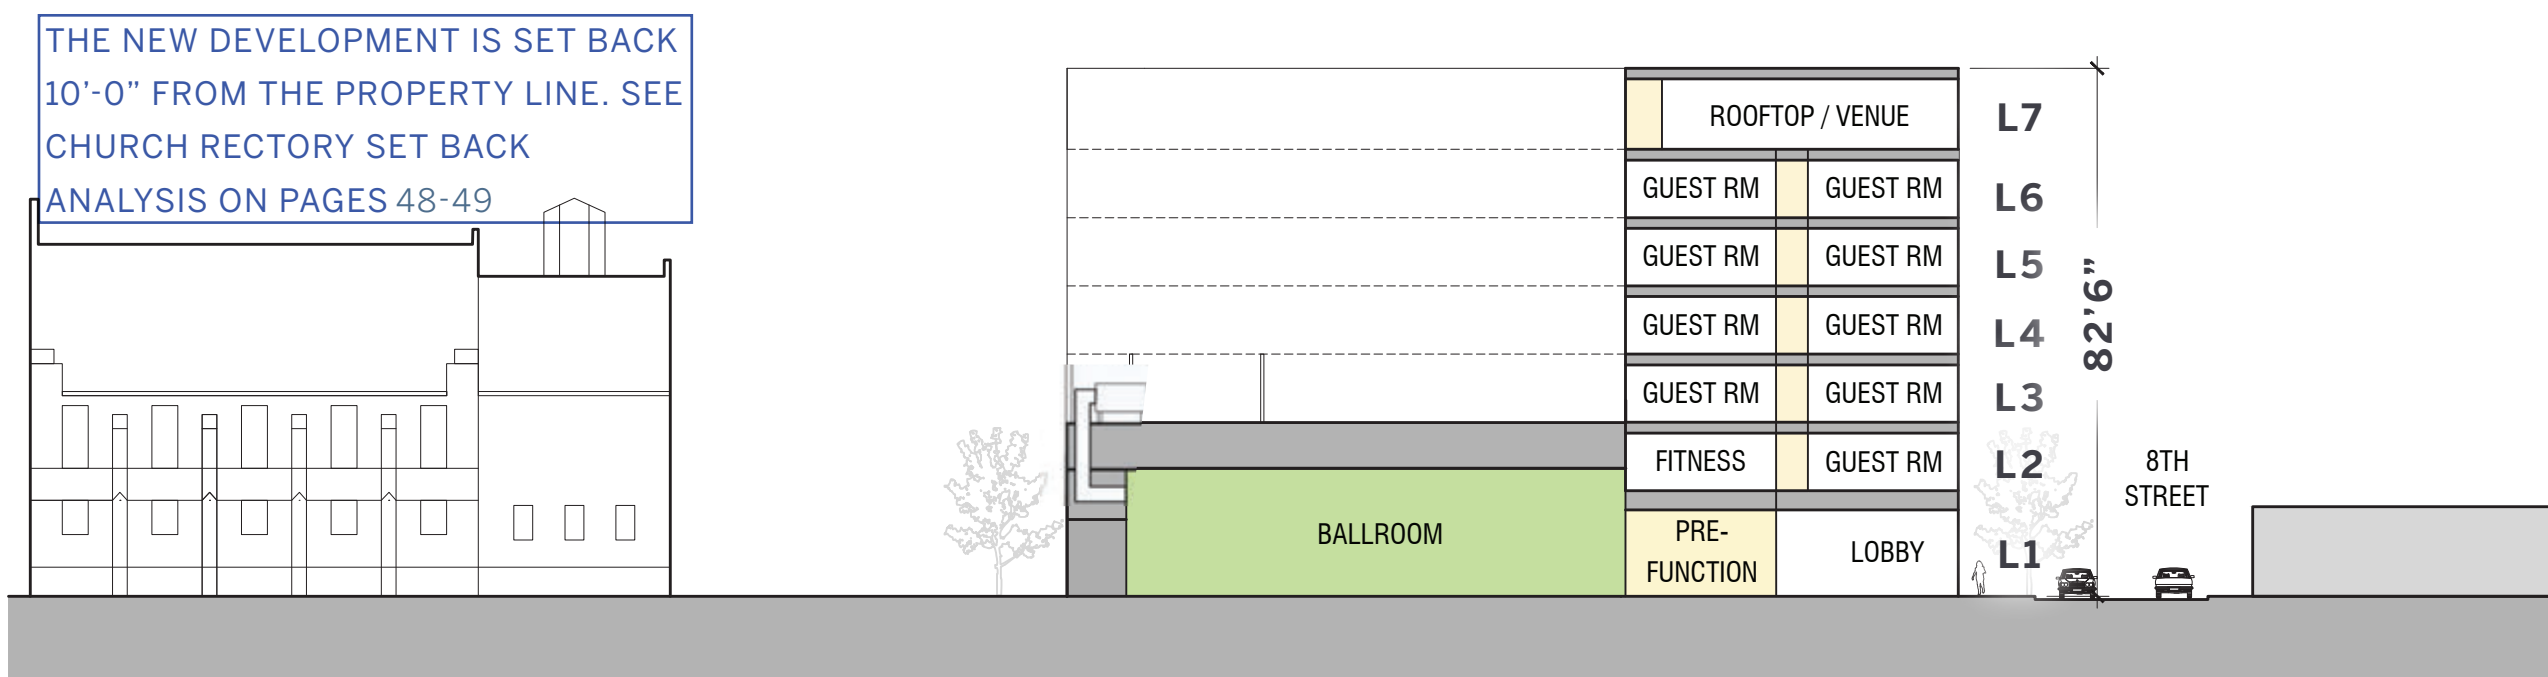 THE NEW DEVELOPMENT IS SET BACK
10’-0” FROM THE PROPERTY LINE. SEE
CHURCH RECTORY SET BACK
ANALYSIS ON PAGES 48-49
ROOFTOP / VENUE
L7
GUEST RM
GUEST RM
L6
GUEST RM
GUEST RM
L5
GUEST RM
GUEST RM
L4
GUEST RM
GUEST RM
L3
FITNESS
GUEST RM
L2
BALLROOM
PRE-
FUNCTION
LOBBY
L1
82’6”
8TH
STREET